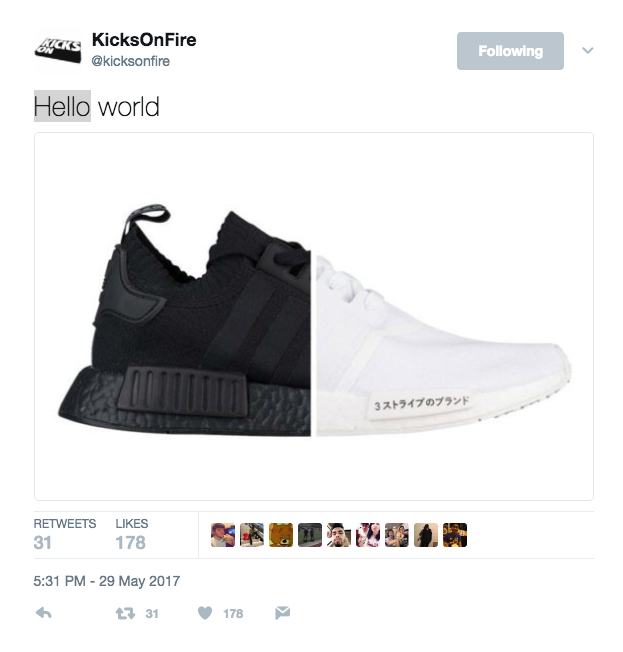 KICKS
ON
KicksOnFire
@kicksonfire
Following
Hello world
3ストライプのブランド
RETWEETS LIKES
31 178
5:31 PM - 29 May 2017
31 178